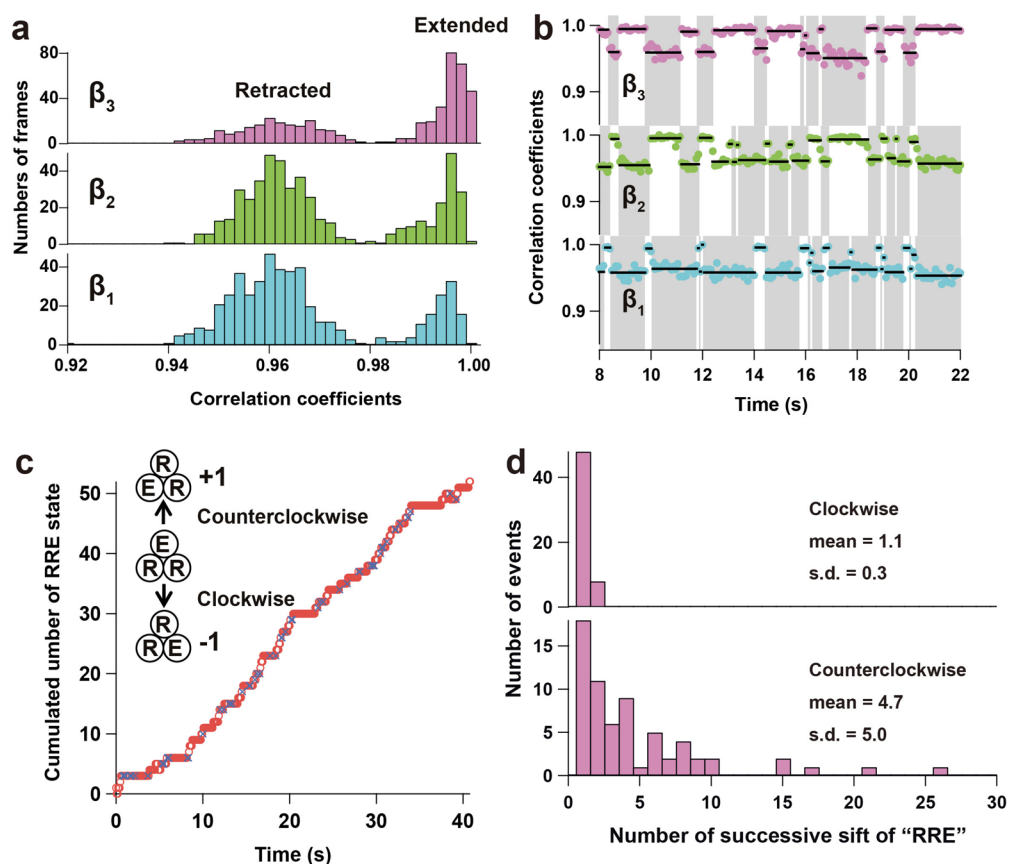 a
Extended
80
40
0
β3
Retracted
40
20
0
β2
40
20
0
β1
Numbers of frames
0.92 0.94 0.96 0.98 1.00
Correlation coefficients
b
1.0
0.9
β3
1.0
0.9
β2
1.0
0.9
β1
Correlation coefficients
8 10 12 14 16 18 20 22
Time (s)
c
50
40
30
20
10
0
Cumulated umber of RRE state
R
E R +1
Counterclockwise
E
R R
Clockwise
R
R E -1
0 10 20 30 40
Time (s)
d
40
20
0
Clockwise
mean = 1.1
s.d. = 0.3
15
10
5
0
Counterclockwise
mean = 4.7
s.d. = 5.0
Number of events
0 5 10 15 20 25 30
Number of successive sift of “RRE”